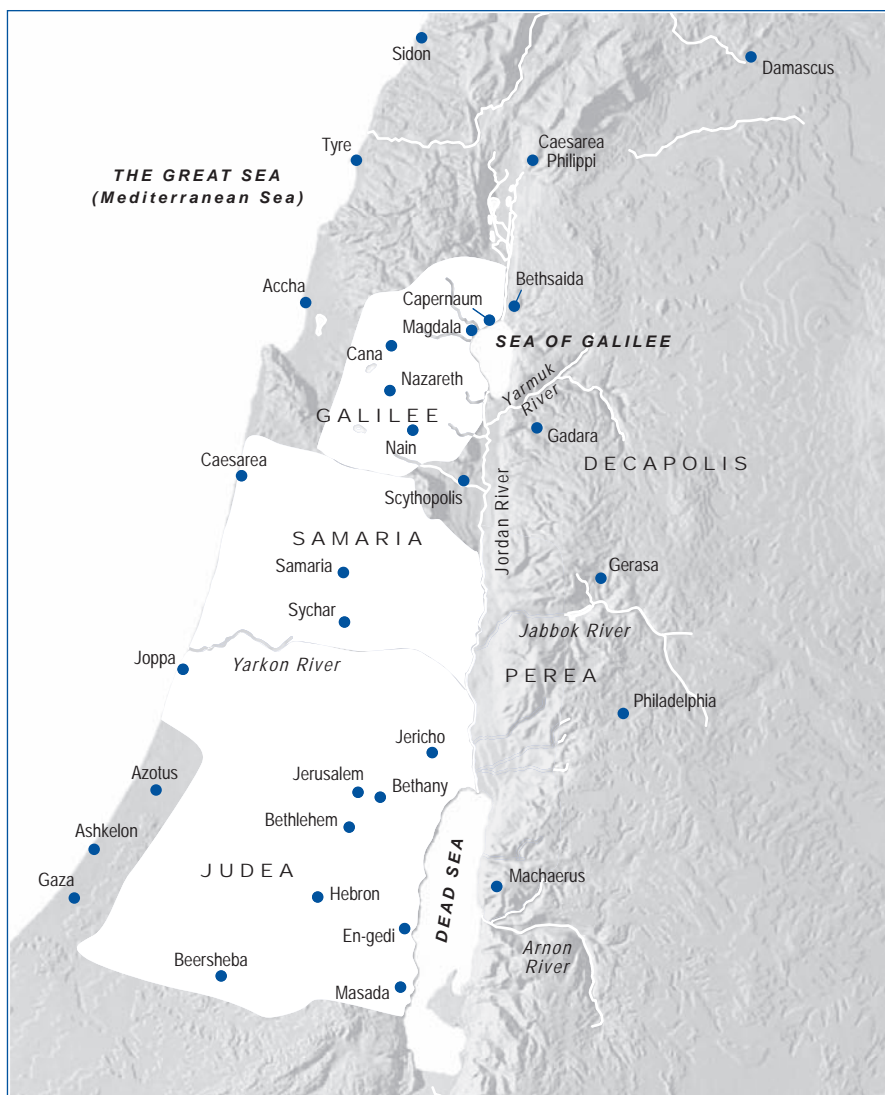 Sidon
Damascus
Tyre
Caesarea
Philippi
THE GREAT SEA
(Mediterranean Sea)
Accha
Bethsaida
Capernaum
Magdala
SEA OF GALILEE
Cana
Nazareth
Yarmuk
River
GALILEE
Gadara
Nain
Caesarea
DECAPOLIS
Scythopolis
Jordan River
SAMARIA
Samaria
Gerasa
Sychar
Jabbok River
Joppa
Yarkon River
PEREA
Philadelphia
Jericho
Azotus
Jerusalem
Bethany
Bethlehem
Ashkelon
JUDEA
DEAD SEA
Machaerus
Gaza
Hebron
En-gedi
Arnon
River
Beersheba
Masada